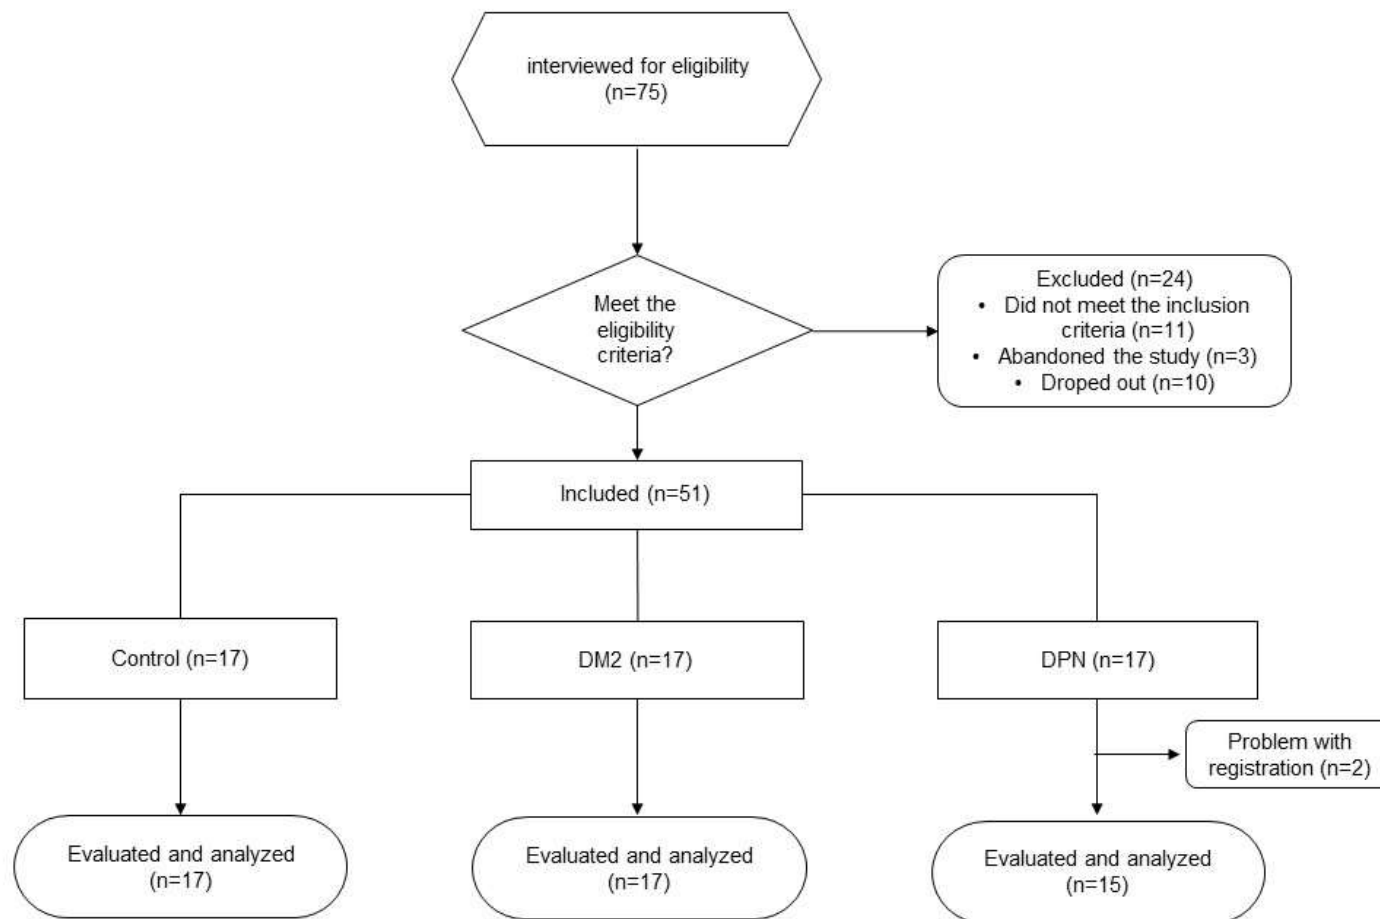 interviewed for eligibility
(n=75)
Meet the
eligibility
criteria?
Excluded (n=24)
• Did not meet the inclusion
criteria (n=11)
• Abandoned the study (n=3)
• Droped out (n=10)
Included (n=51)
Control (n=17)
DM2 (n=17)
DPN (n=17)
Problem with
registration (n=2)
Evaluated and analyzed
(n=17)
Evaluated and analyzed
(n=17)
Evaluated and analyzed
(n=15)